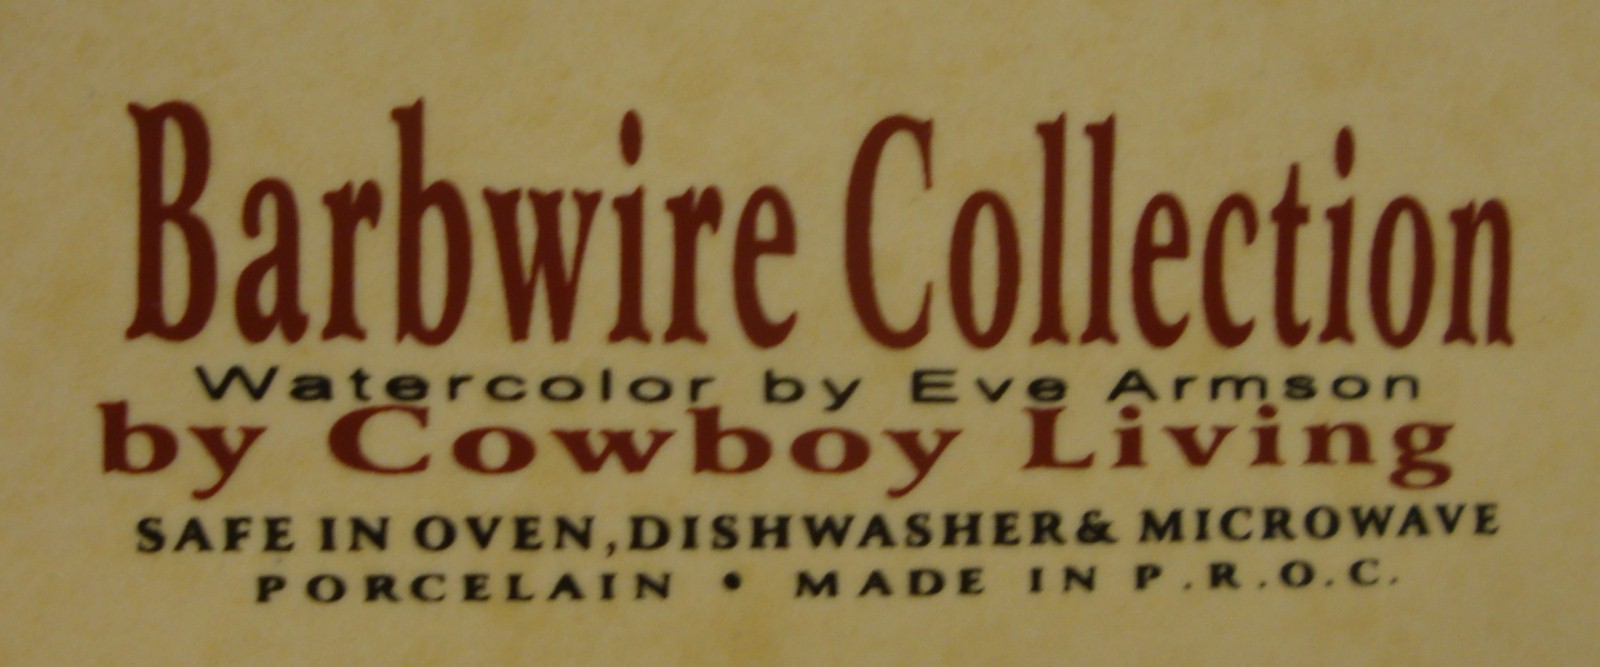 Barbwire Collection
Watercolor by Eve Armson
by Cowboy Living
SAFE IN OVEN,DISHWASHER& MICROWAVE
PORCELAIN • MADE IN P.R.O.C.